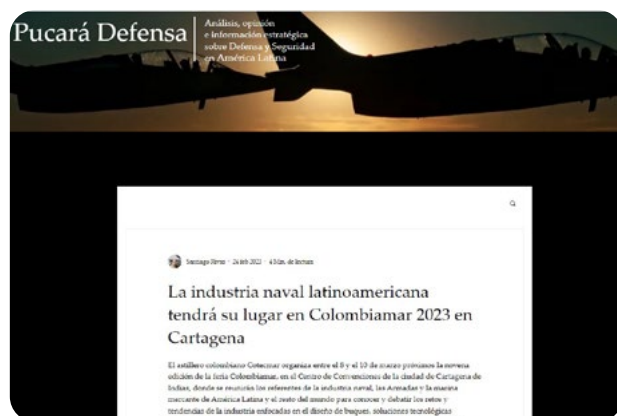 Pucará Defensa
Análisis, opinión
e información estratégica
sobre Defensa y Seguridad
en América Latina
Santiago Rivas · 24 feb 2023 · 4 Min. de lectura
La industria naval latinoamericana
tendrá su lugar en Colombiamar 2023 en
Cartagena
El astillero colombiano Cotecmar organiza entre el 8 y el 10 de marzo próximos la novena
edición de la feria Colombiamar, en el Centro de Convenciones de la ciudad de Cartagena de
Indias, donde se reunirán los referentes de la industria naval, las Armadas y la marina
mercante de América Latina y el resto del mundo para conocer y debatir los retos y
tendencias de la industria enfocadas en el diseño de buques, soluciones tecnológicas